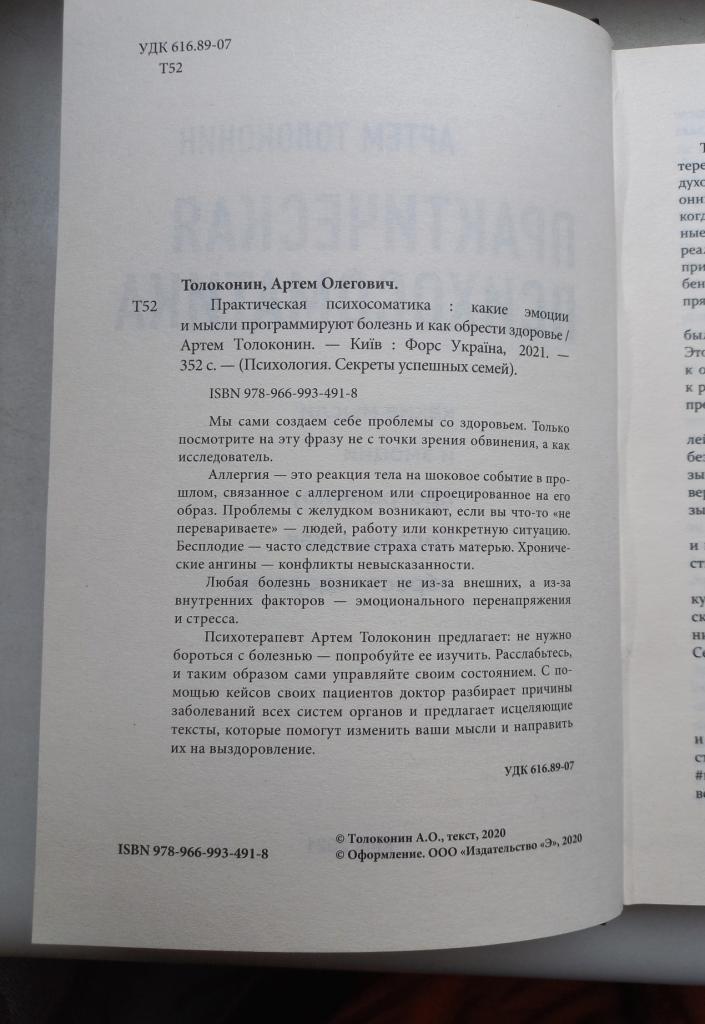 УДК 616.89-07
Т52
Толоконин, Артем Олегович.
Т52 Практическая психосоматика : какие эмоции
и мысли программируют болезнь и как обрести здоровье /
Артем Толоконин. — Київ : Форс Україна, 2021. —
352 с. — (Психология. Секреты успешных семей).
ISBN 978-966-993-491-8
Мы сами создаем себе проблемы со здоровьем. Только
посмотрите на эту фразу не с точки зрения обвинения, а как
исследователь.
Аллергия — это реакция тела на шоковое событие в про-
шлом, связанное с аллергеном или спроецированное на его
образ. Проблемы с желудком возникают, если вы что-то «не
перевариваете» — людей, работу или конкретную ситуацию.
Бесплодие — часто следствие страха стать матерью. Хрониче-
ские ангины — конфликты невысказанности.
Любая болезнь возникает не из-за внешних, а из-за
внутренних факторов — эмоционального перенапряжения
и стресса.
Психотерапевт Артем Толоконин предлагает: не нужно
бороться с болезнью — попробуйте ее изучить. Расслабьтесь,
и таким образом сами управляйте своим состоянием. С по-
мощью кейсов своих пациентов доктор разбирает причины
заболеваний всех систем органов и предлагает исцеляющие
тексты, которые помогут изменить ваши мысли и направить
их на выздоровление.
УДК 616.89-07
ISBN 978-966-993-491-8
© Толоконин А.О., текст, 2020
© Оформление. ООО «Издательство «Э», 2020